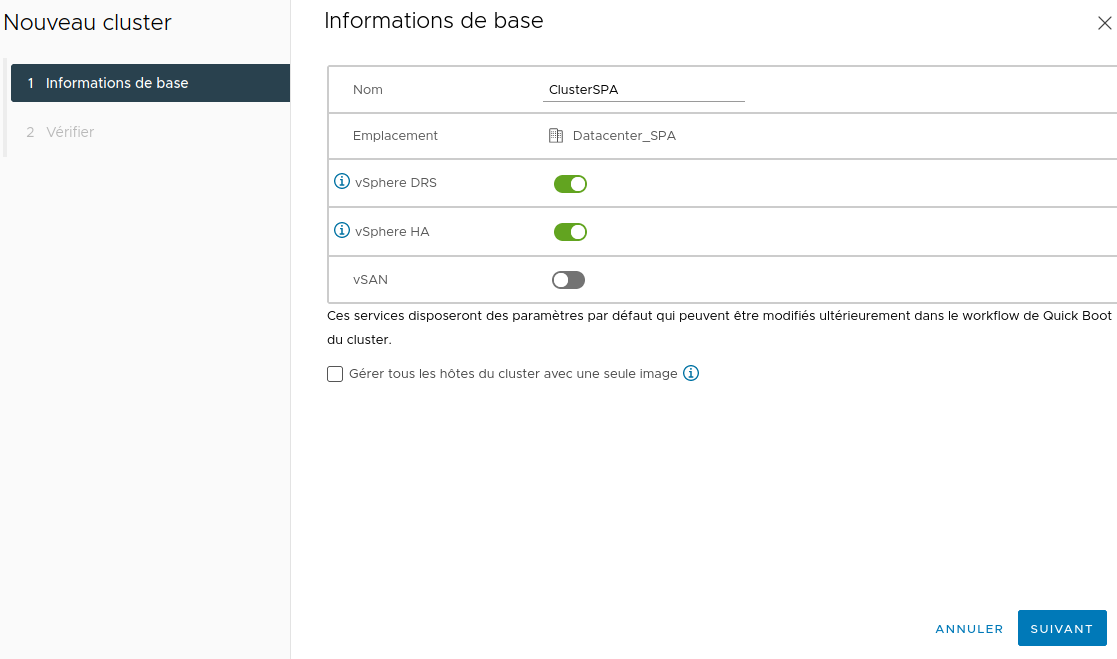 Nouveau cluster
1 Informations de base
2 Vérifier
Informations de base
Nom ClusterSPA
Emplacement Datacenter_SPA
vSphere DRS
vSphere HA
vSAN
Ces services disposeront des paramètres par défaut qui peuvent être modifiés ultérieurement dans le workflow de Quick Boot
du cluster.
Gérer tous les hôtes du cluster avec une seule image
ANNULER SUIVANT